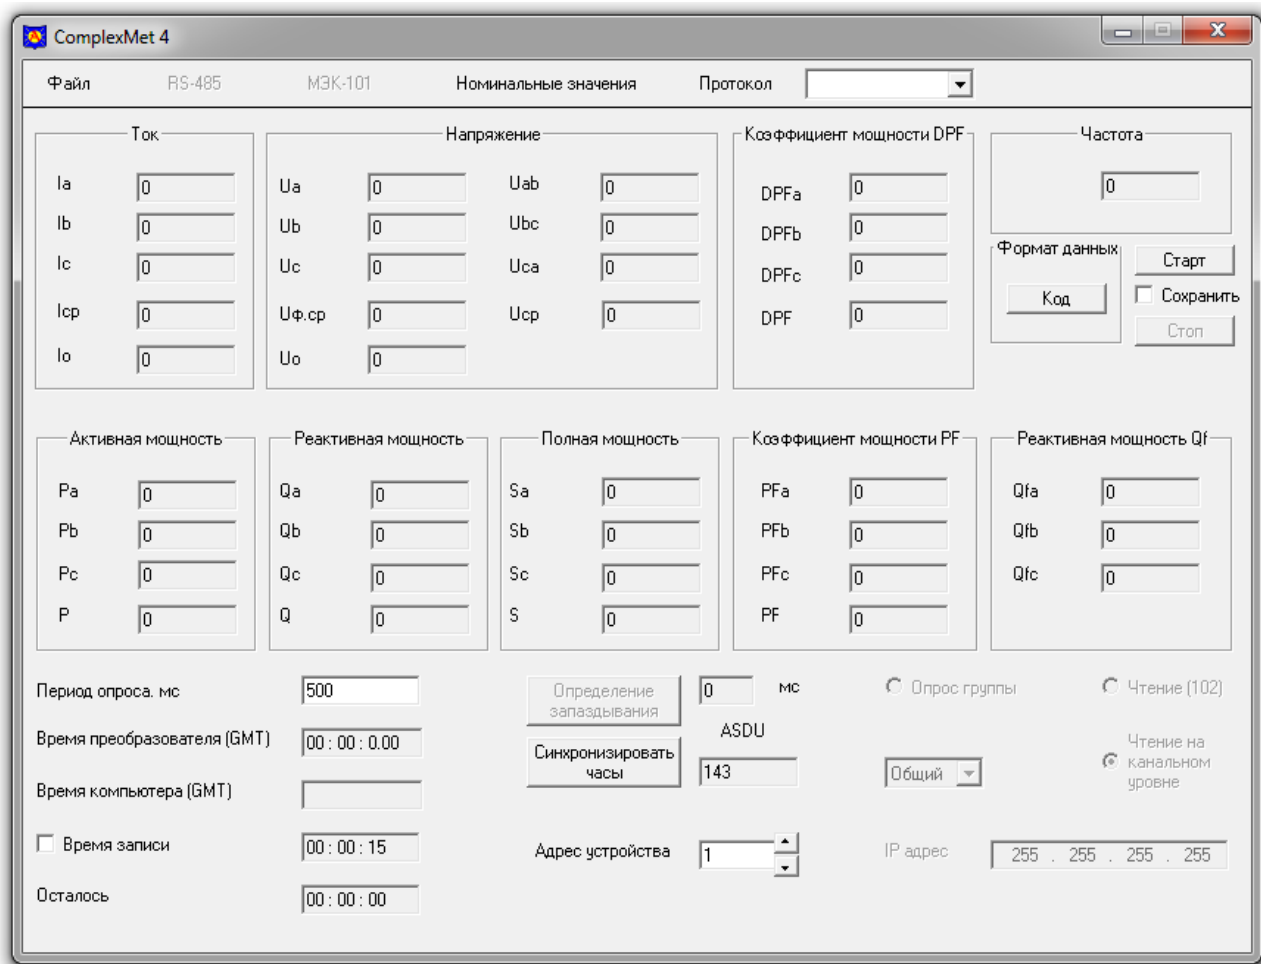 ComplexMet 4
Файл RS-485 МЭК-101 Номинальные значения Протокол
Ток Напряжение Коэффициент мощности DPF Частота
Ia 0 Ua 0 Uab 0 DPFa 0 0
Ib 0 Ub 0 Ubc 0 DPFb 0
Ic 0 Uc 0 Uca 0 DPFc 0
Iср 0 Uф.ср 0 Uср 0 DPF 0
Io 0 Uo 0
Формат данных Старт
Код Сохранить
Стоп
Активная мощность Реактивная мощность Полная мощность Коэффициент мощности PF Реактивная мощность Qf
Pa 0 Qa 0 Sa 0 PFa 0 Qfa 0
Pb 0 Qb 0 Sb 0 PFb 0 Qfb 0
Pc 0 Qc 0 Sc 0 PFc 0 Qfc 0
P 0 Q 0 S 0 PF 0
Период опроса. мс 500
Время преобразователя (GMT) 00 : 00 : 0.00
Время компьютера (GMT)
Время записи 00 : 00 : 15
Осталось 00 : 00 : 00
Определение
запаздывания
0 мс
ASDU
Синхронизировать
часы
143
Адрес устройства 1
Опрос группы Чтение (102)
Общий
Чтение на
канальном
уровне
IP адрес 255 . 255 . 255 . 255